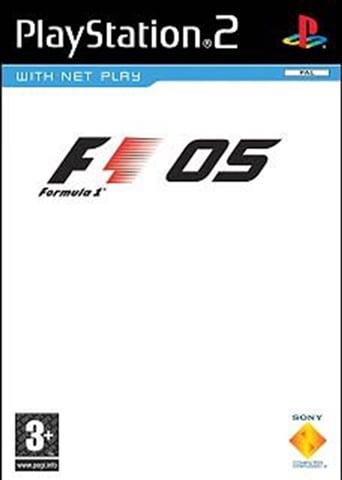 PlayStation®2
WITH NET PLAY
PAL
F1 05
Formula 1®
3+
www.pegi.info
SONY